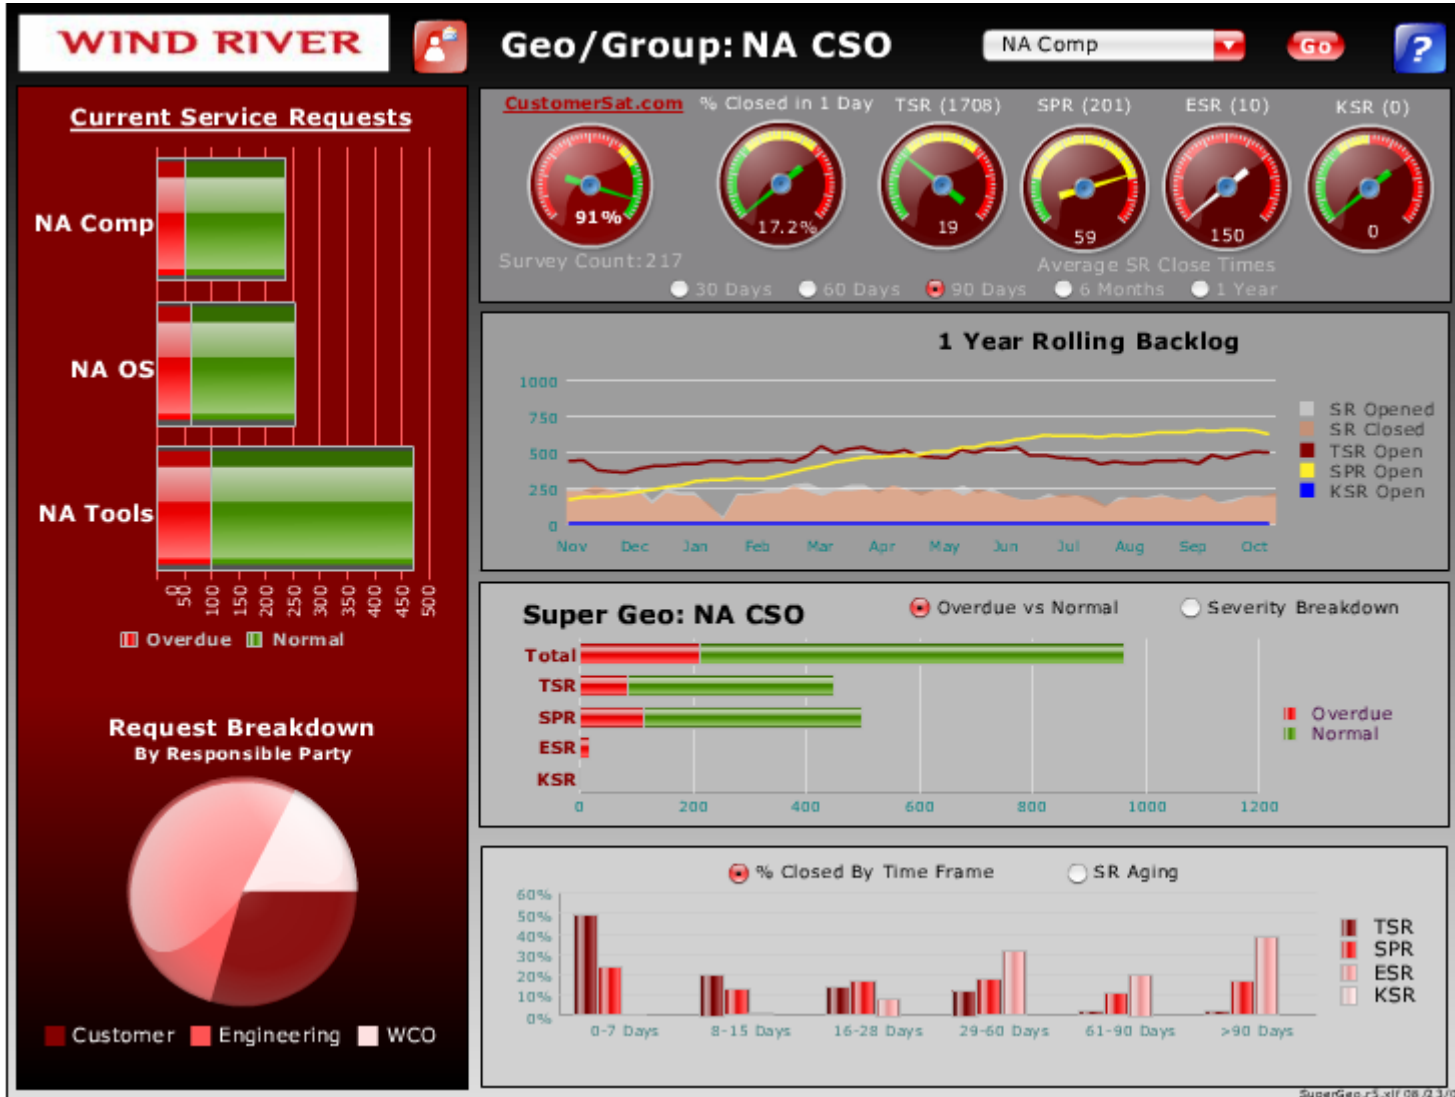 WIND RIVER
Geo/Group: NA CSO
NA Comp
Go
?
Current Service Requests
NA Comp
NA OS
NA Tools
0 50 100 150 200 250 300 350 400 450 500
Overdue Normal
Request Breakdown
By Responsible Party
Customer Engineering WCO
CustomerSat.com % Closed in 1 Day TSR (1708) SPR (201) ESR (10) KSR (0)
91% 17.2% 19 59 150 0
Survey Count:217 Average SR Close Times
30 Days 60 Days 90 Days 6 Months 1 Year
1 Year Rolling Backlog
1000
750
500
250
0
Nov Dec Jan Feb Mar Apr May Jun Jul Aug Sep Oct
SR Opened
SR Closed
TSR Open
SPR Open
KSR Open
Super Geo: NA CSO Overdue vs Normal Severity Breakdown
Total
TSR
SPR
ESR
KSR
0 200 400 600 800 1000 1200
Overdue
Normal
% Closed By Time Frame SR Aging
60%
50%
40%
30%
20%
10%
0%
0-7 Days 8-15 Days 16-28 Days 29-60 Days 61-90 Days >90 Days
TSR
SPR
ESR
KSR